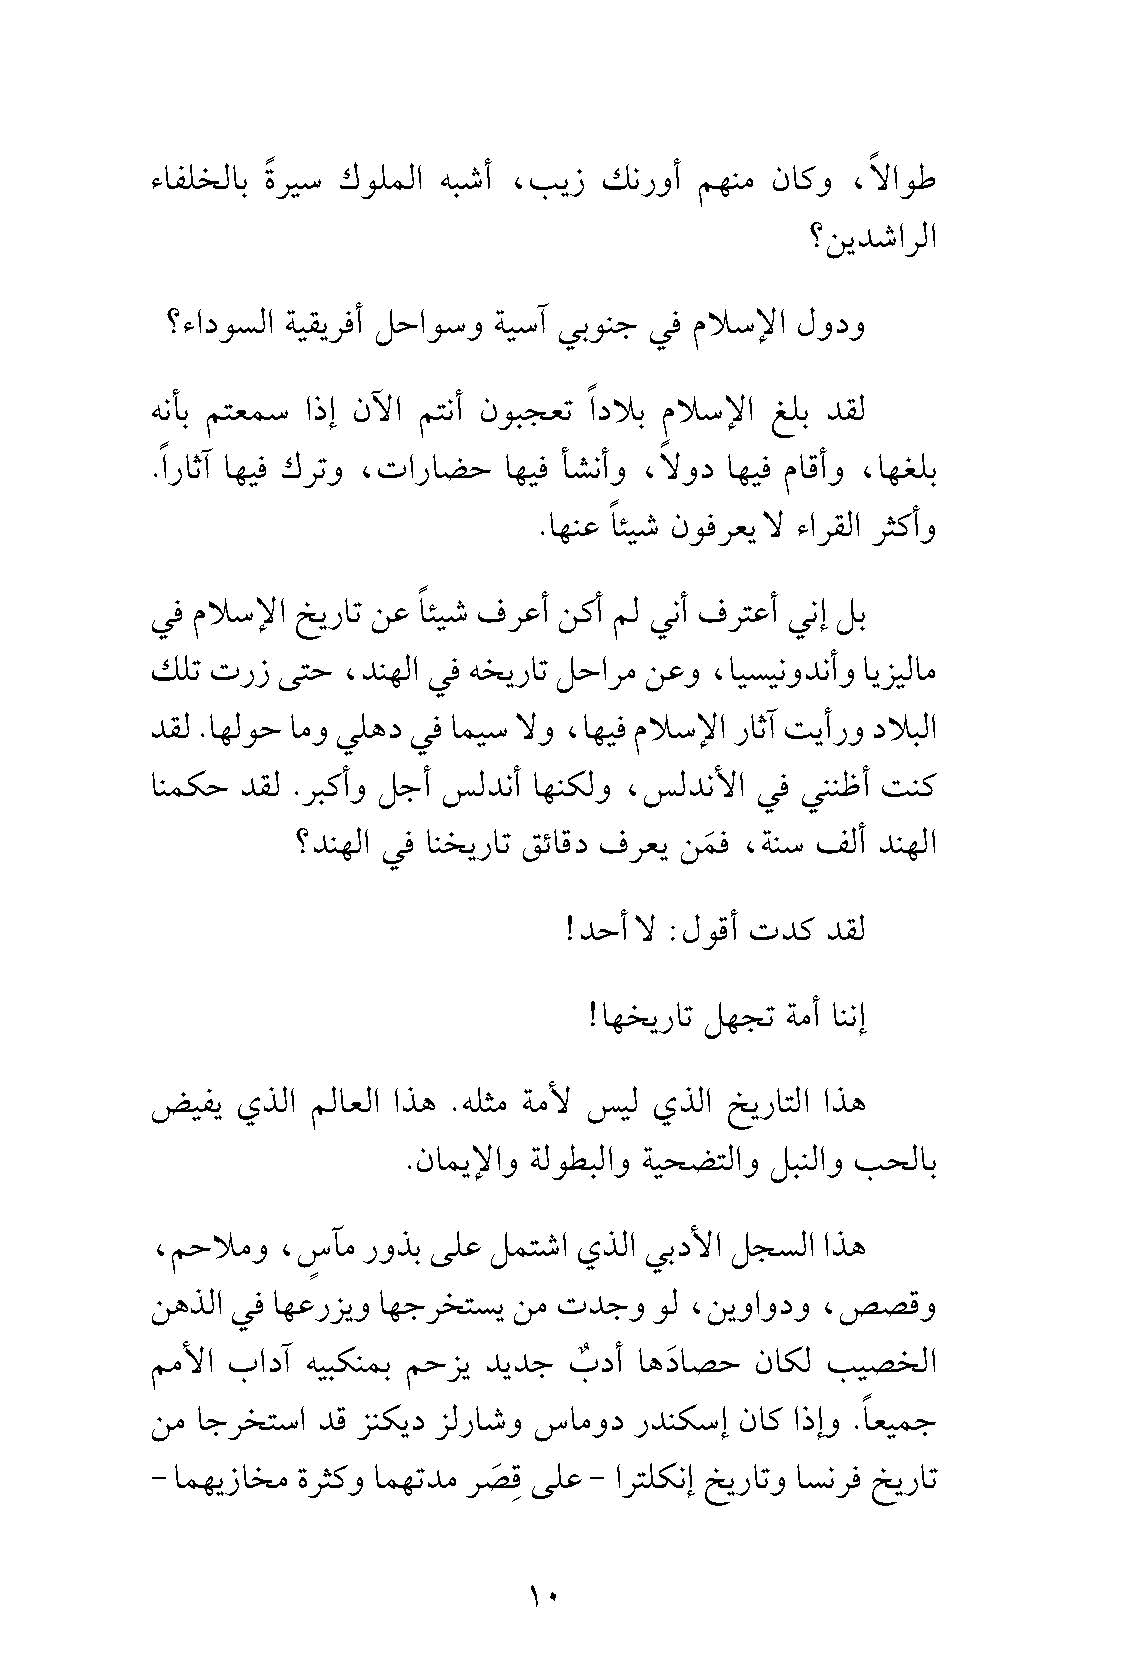 طوالاً، وكان منهم أورنك زيب، أشبه الملوك سيرةً بالخلفاء
الراشدين؟
ودول الإسلام في جنوبي آسية وسواحل أفريقية السوداء؟
لقد بلغ الإسلام بلاداً تعجبون أنتم الآن إذا سمعتم بأنه
بلغها، وأقام فيها دولاً، وأنشأ فيها حضارات، وترك فيها آثاراً.
وأكثر القراء لا يعرفون شيئاً عنها.
بل إني أعترف أني لم أكن أعرف شيئاً عن تاريخ الإسلام في
ماليزيا وأندونيسيا، وعن مراحل تاريخه في الهند، حتى زرت تلك
البلاد ورأيت آثار الإسلام فيها، ولا سيما في دهلي وما حولها. لقد
كنت أظنني في الأندلس، ولكنها أندلس أجل وأكبر. لقد حكمنا
الهند ألف سنة، فمَن يعرف دقائق تاريخنا في الهند؟
لقد كدت أقول: لا أحد!
إننا أمة تجهل تاريخها!
هذا التاريخ الذي ليس لأمة مثله. هذا العالم الذي يفيض
بالحب والنبل والتضحية والبطولة والإيمان.
هذا السجل الأدبي الذي اشتمل على بذور مآسٍ، وملاحم،
وقصص، ودواوين، لو وجدت من يستخرجها ويزرعها في الذهن
الخصيب لكان حصادَها أدبٌ جديد يزحم بمنكبيه آداب الأمم
جميعاً. وإذا كان إسكندر دوماس وشارلز ديكنز قد استخرجا من
تاريخ فرنسا وتاريخ إنكلترا - على قِصَر مدتهما وكثرة مخازيهما -
١٠